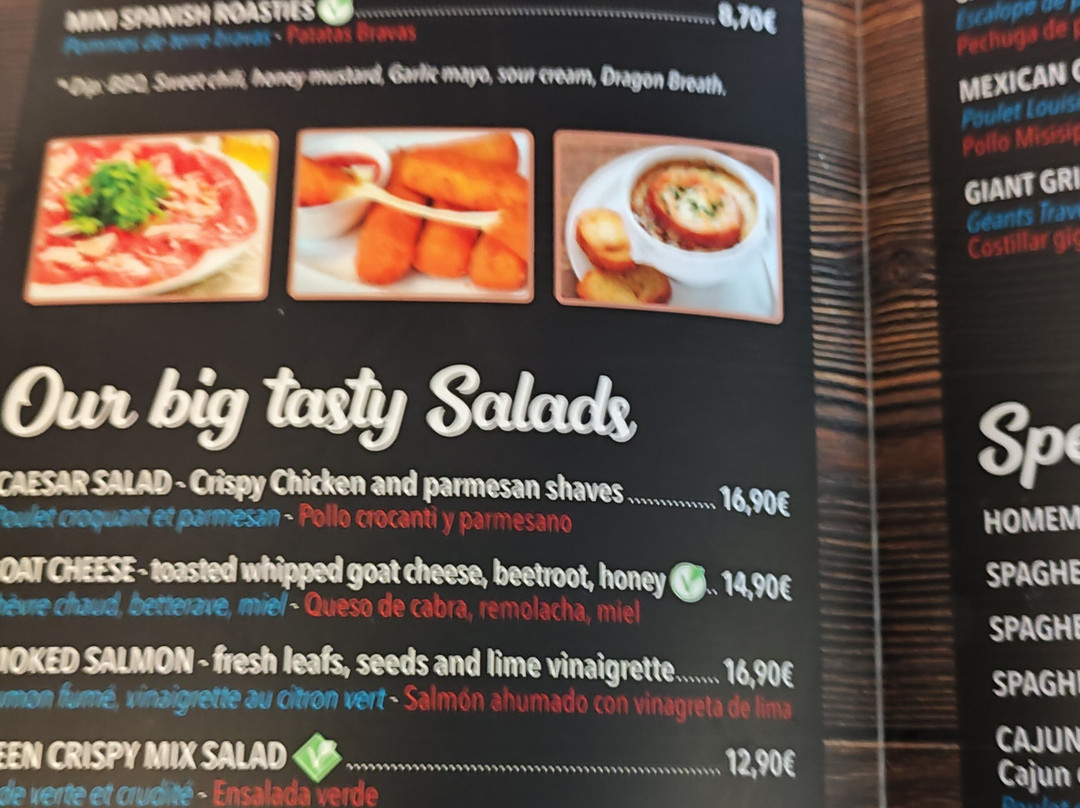 MINI SPANISH ROASTIES 8,70€
Pommes de terre bravas - Patatas Bravas
*Dip: BBQ, Sweet chili, honey mustard, Garlic mayo, sour cream, Dragon Breath.
Our big tasty Salads
CAESAR SALAD - Crispy Chicken and parmesan shaves ............ 16,90€
Poulet croquant et parmesan - Pollo crocanti y parmesano
OAT CHEESE - toasted whipped goat cheese, beetroot, honey V .. 14,90€
hèvre chaud, betterave, miel - Queso de cabra, remolacha, miel
MOKED SALMON - fresh leafs, seeds and lime vinaigrette....... 16,90€
umon fumé, vinaigrette au citron vert - Salmón ahumado con vinagreta de lima
EEN CRISPY MIX SALAD V 12,90€
de verte et crudité - Ensalada verde
Escalope de p
Pechuga de p
MEXICAN C
Poulet Louisi
Pollo Misisip
GIANT GRI
Géants Trav
Costillar gig
Spe
HOMEM
SPAGHE
SPAGHE
SPAGHE
CAJUN
Cajun